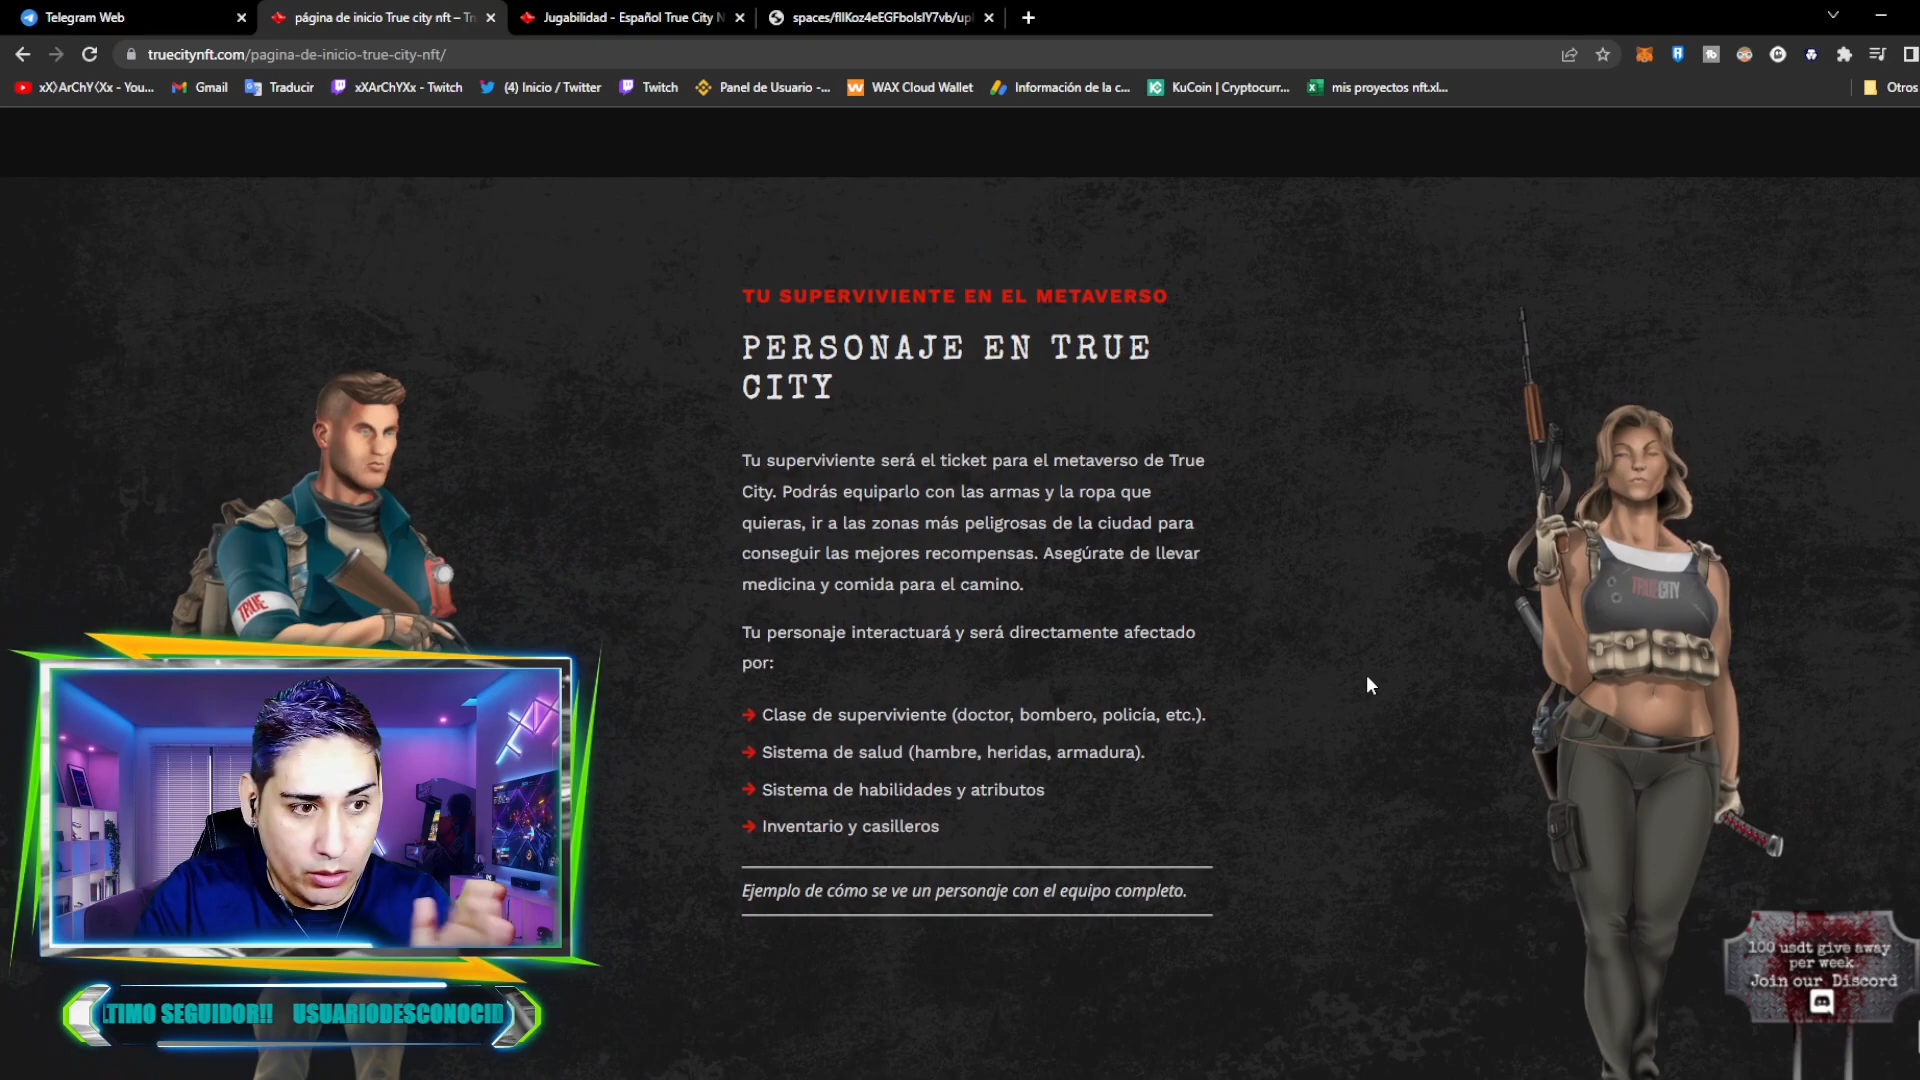 Telegram Web
página de inicio True city nft – Tr
Jugabilidad - Español True City N
truecitynft.com/pagina-de-inicio-true-city-nft/
xX)ArChY(Xx - You...
Gmail
Traducir
xXArChYXx - Twitch
(4) Inicio / Twitter
Twitch
Panel de Usuario -...
WAX Cloud Wallet
Información de la c...
KuCoin | Cryptocurr...
mis proyectos nft.xl...
Otros
TU SUPERVIVIENTE EN EL METAVERSO
PERSONAJE EN TRUE
CITY
Tu superviviente será el ticket para el metaverso de True
City. Podrás equiparlo con las armas y la ropa que
quieras, ir a las zonas más peligrosas de la ciudad para
conseguir las mejores recompensas. Asegúrate de llevar
medicina y comida para el camino.
Tu personaje interactuará y será directamente afectado
por:
Clase de superviviente (doctor, bombero, policía, etc.).
Sistema de salud (hambre, heridas, armadura).
Sistema de habilidades y atributos
Inventario y casilleros
Ejemplo de cómo se ve un personaje con el equipo completo.
TRUE
TRUECITY
100 usdt give away
per week
Join our Discord
LTIMO SEGUIDOR!! USUARIODESCONOCID